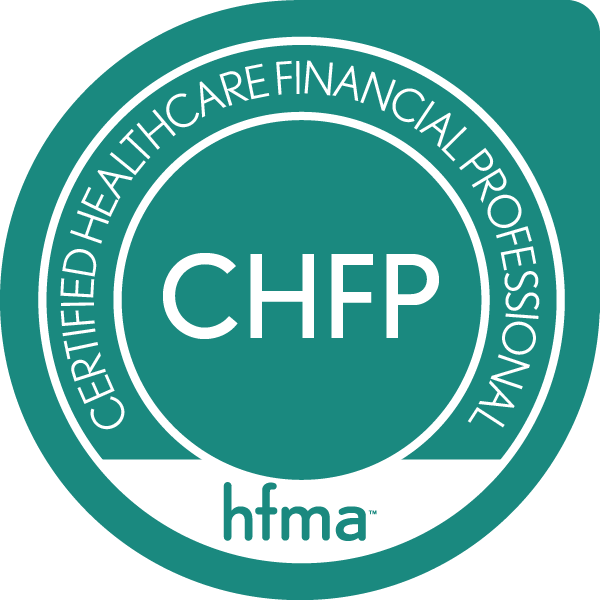 CERTIFIED HEALTHCARE FINANCIAL PROFESSIONAL
CHFP
hfma™